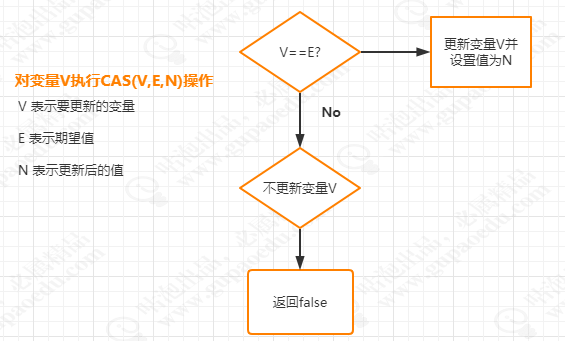 对变量V执行CAS(V,E,N)操作
V 表示要更新的变量
E 表示期望值
N 表示更新后的值
V==E?
更新变量V并
设置值为N
No
不更新变量V
返回false